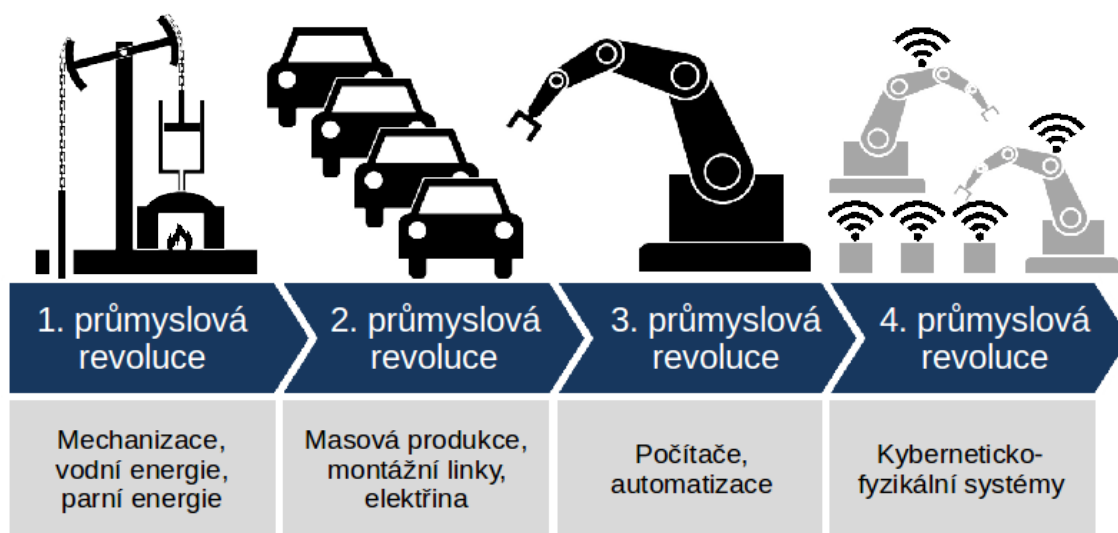 1. průmyslová
revoluce
2. průmyslová
revoluce
3. průmyslová
revoluce
4. průmyslová
revoluce
Mechanizace,
vodní energie,
parní energie
Masová produkce,
montážní linky,
elektřina
Počítače,
automatizace
Kyberneticko-
fyzikální systémy